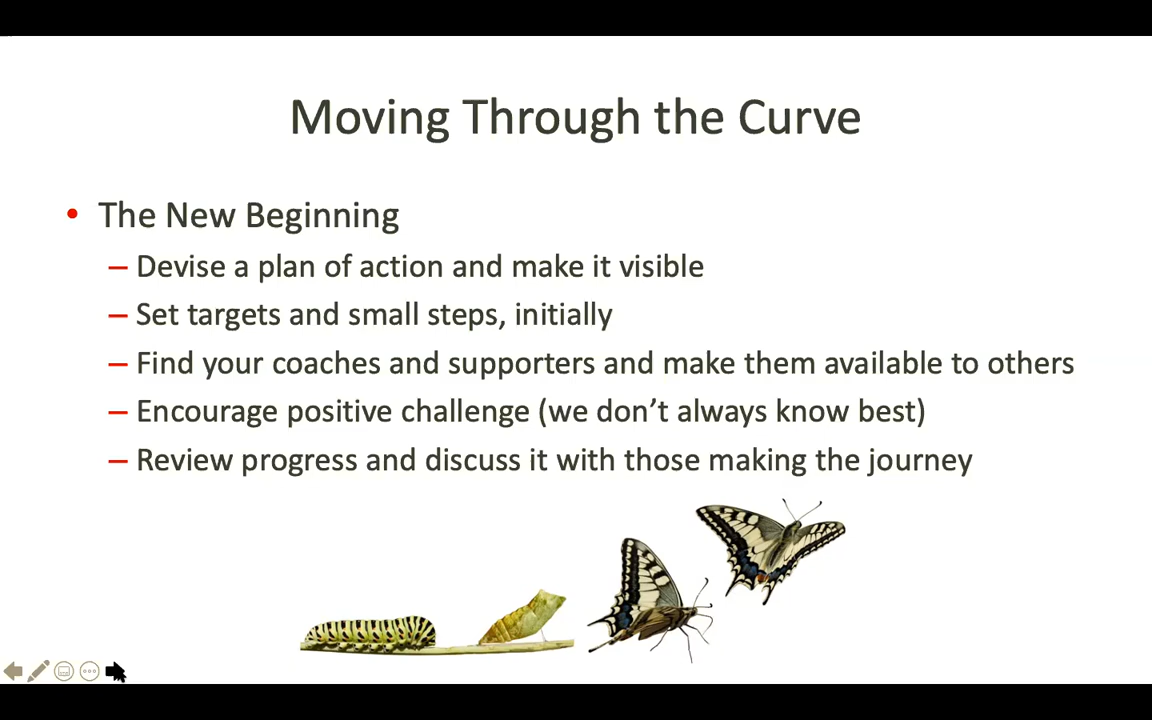 Moving Through the Curve
• The New Beginning
– Devise a plan of action and make it visible
– Set targets and small steps, initially
– Find your coaches and supporters and make them available to others
– Encourage positive challenge (we don’t always know best)
– Review progress and discuss it with those making the journey